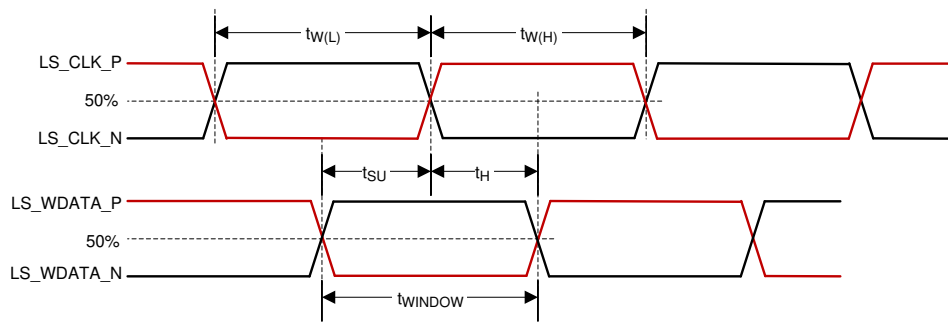 tW(L) tW(H)
LS_CLK_P
50%
LS_CLK_N
tSU tH
LS_WDATA_P
50%
LS_WDATA_N
tWINDOW